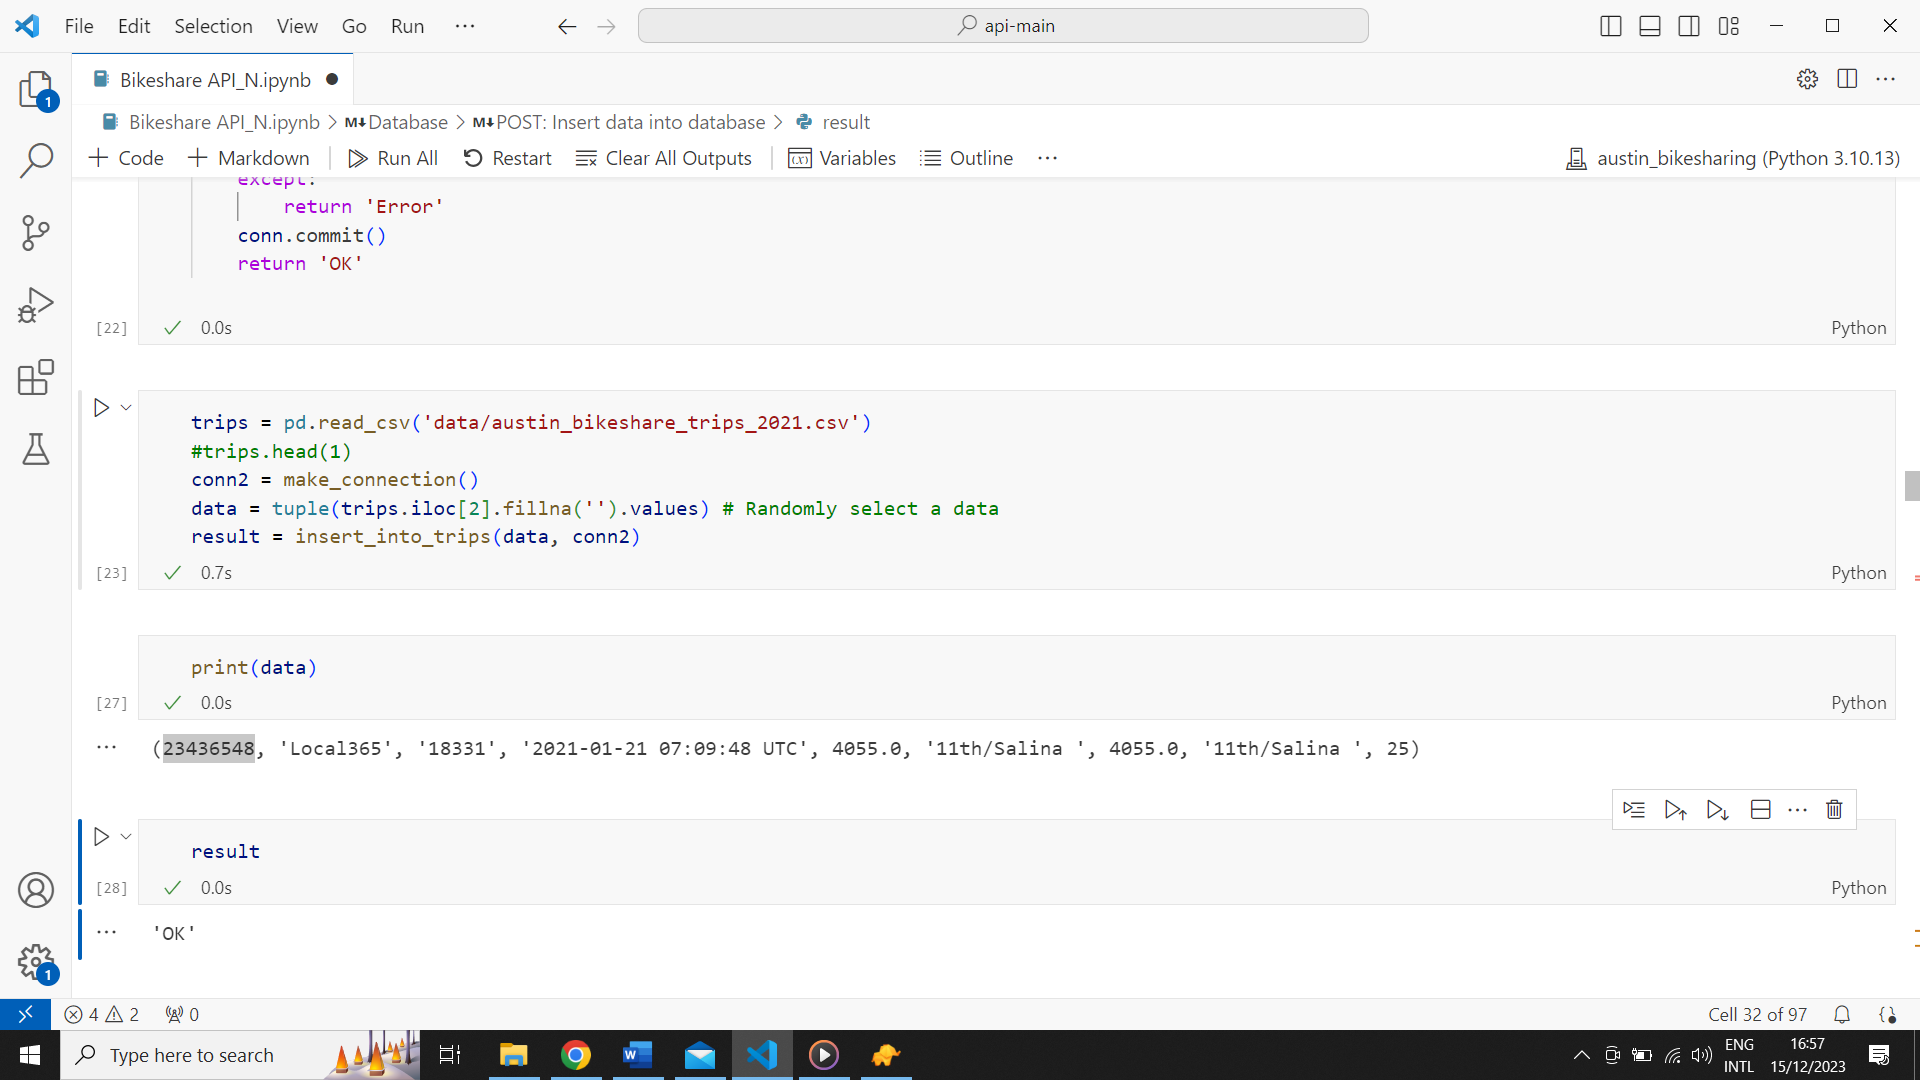 File Edit Selection View Go Run ··· api-main
Bikeshare API_N.ipynb
1
Bikeshare API_N.ipynb > M↓Database > M↓POST: Insert data into database > result
+ Code + Markdown Run All Restart Clear All Outputs (x) Variables Outline ··· austin_bikesharing (Python 3.10.13)
except:
return 'Error'
conn.commit()
return 'OK'
[22] ✓ 0.0s Python
trips = pd.read_csv('data/austin_bikeshare_trips_2021.csv')
#trips.head(1)
conn2 = make_connection()
data = tuple(trips.iloc[2].fillna('').values) # Randomly select a data
result = insert_into_trips(data, conn2)
[23] ✓ 0.7s Python
print(data)
[27] ✓ 0.0s Python
··· (23436548, 'Local365', '18331', '2021-01-21 07:09:48 UTC', 4055.0, '11th/Salina ', 4055.0, '11th/Salina ', 25)
result
[28] ✓ 0.0s Python
··· 'OK'
1
4 2 0 Cell 32 of 97
Type here to search
ENG
INTL
16:57
15/12/2023